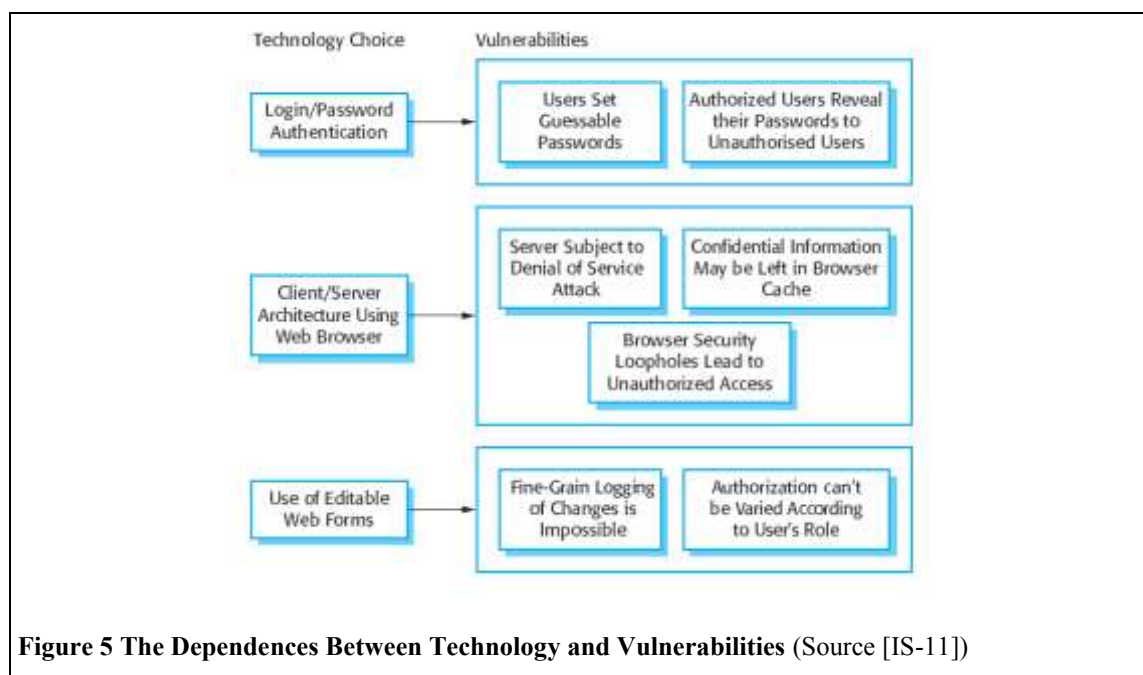 Technology Choice
Vulnerabilities
Login/Password
Authentication
Users Set
Guessable
Passwords
Authorized Users Reveal
their Passwords to
Unauthorised Users
Client/Server
Architecture Using
Web Browser
Server Subject to
Denial of Service
Attack
Confidential Information
May be Left in Browser
Cache
Browser Security
Loopholes Lead to
Unauthorized Access
Use of Editable
Web Forms
Fine-Grain Logging
of Changes is
Impossible
Authorization can't
be Varied According
to User's Role
Figure 5 The Dependences Between Technology and Vulnerabilities (Source [IS-11])